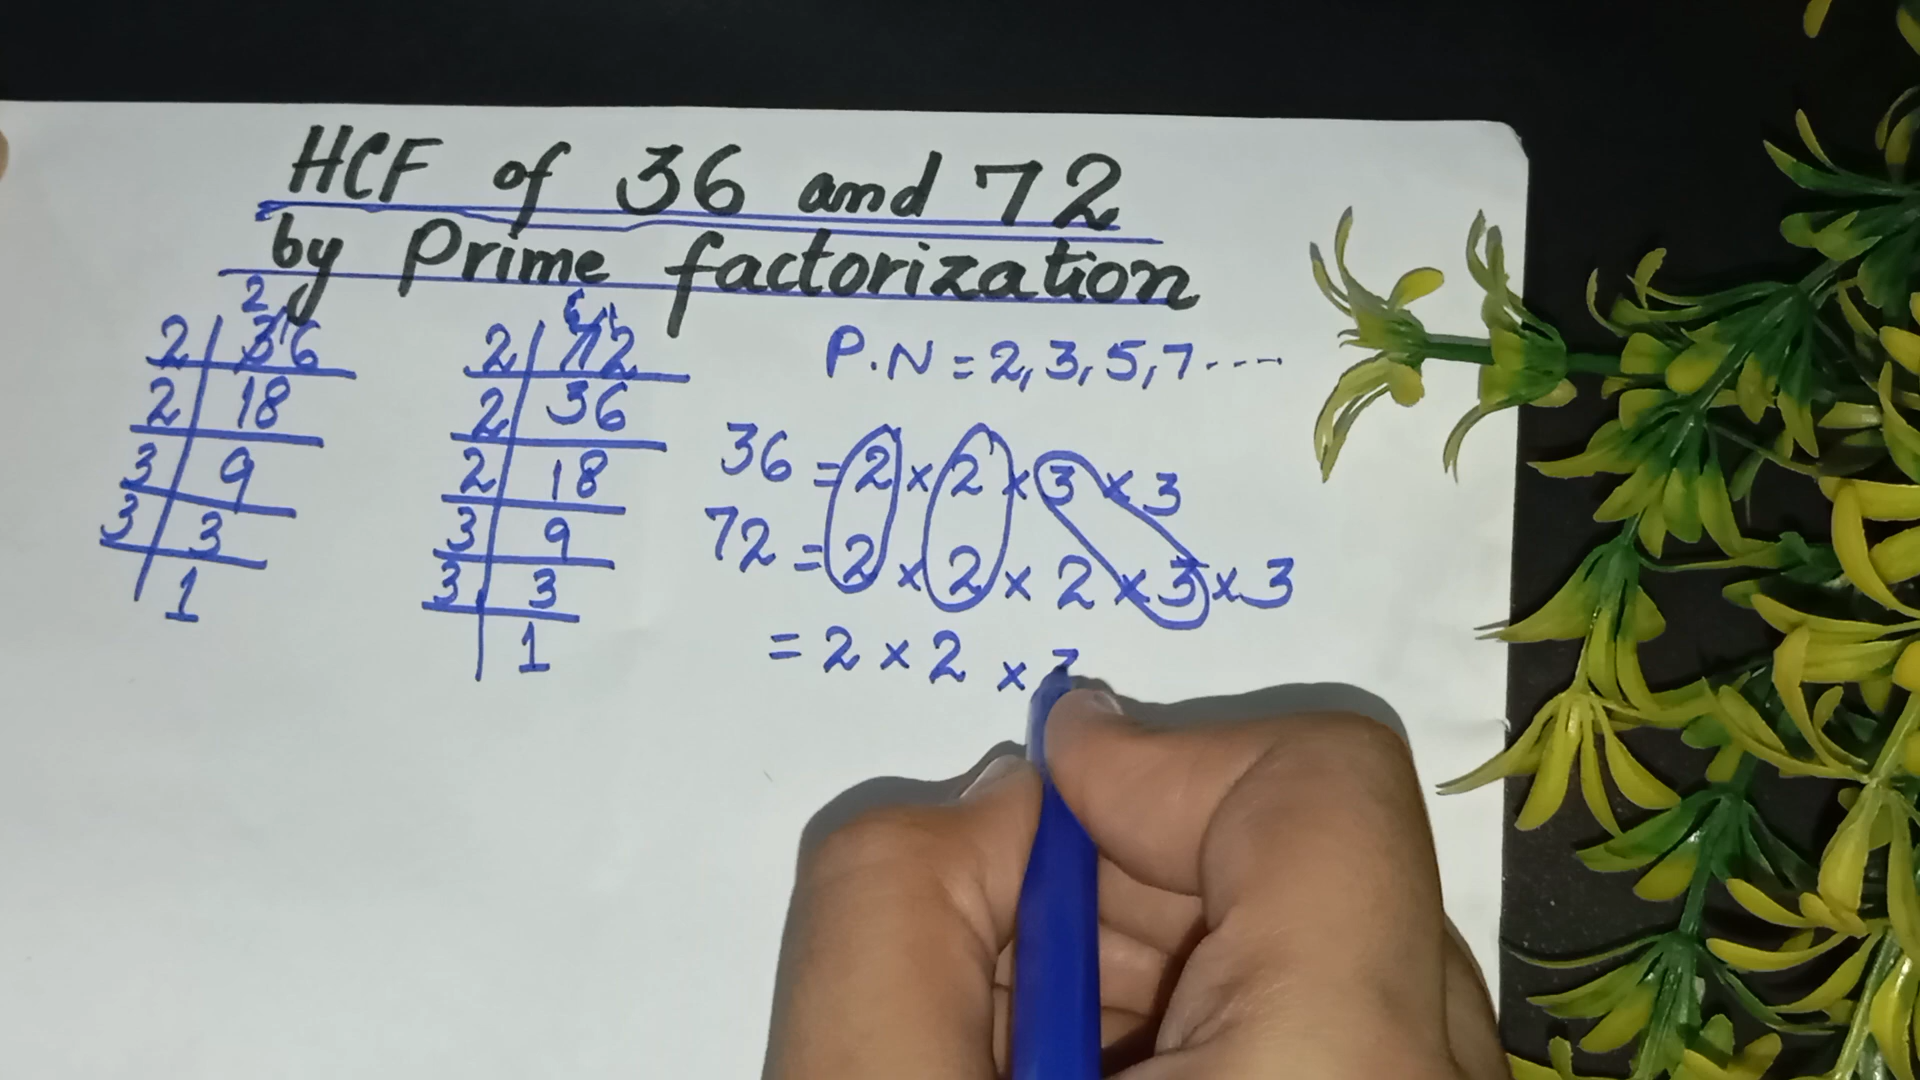 HCF of 36 and 72
by Prime factorization
2 36
2 18
3 9
3 3
1
2 72
2 36
2 18
3 9
3 3
1
P.N = 2, 3, 5, 7 ----
36 = 2 × 2 × 3 × 3
72 = 2 × 2 × 2 × 3 × 3
= 2 × 2 ×